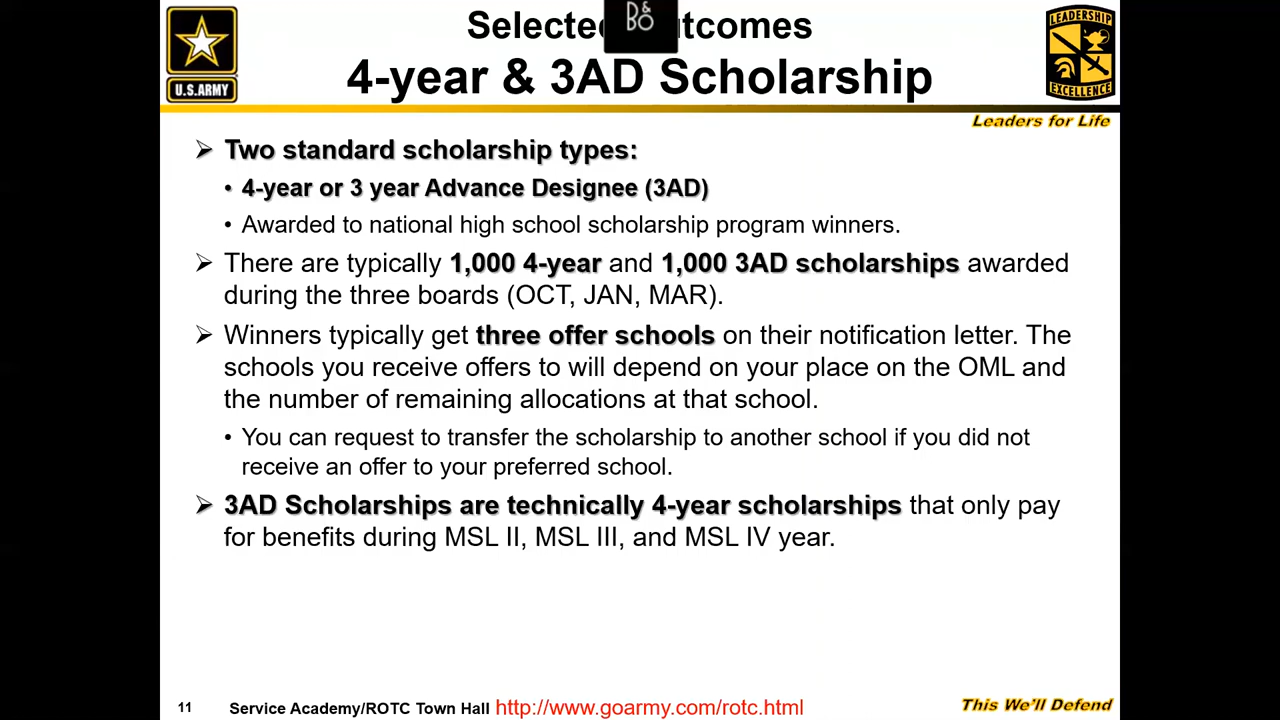 Selected Outcomes
4-year & 3AD Scholarship
U.S.ARMY
LEADERSHIP
EXCELLENCE
Leaders for Life
Two standard scholarship types:
4-year or 3 year Advance Designee (3AD)
Awarded to national high school scholarship program winners.
There are typically 1,000 4-year and 1,000 3AD scholarships awarded
during the three boards (OCT, JAN, MAR).
Winners typically get three offer schools on their notification letter. The
schools you receive offers to will depend on your place on the OML and
the number of remaining allocations at that school.
You can request to transfer the scholarship to another school if you did not
receive an offer to your preferred school.
3AD Scholarships are technically 4-year scholarships that only pay
for benefits during MSL II, MSL III, and MSL IV year.
11 Service Academy/ROTC Town Hall http://www.goarmy.com/rotc.html
This We'll Defend